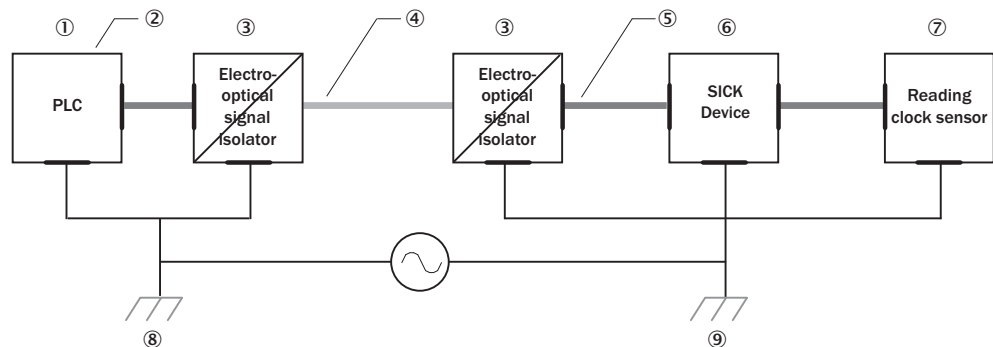 ① ② ③ ④ ③ ⑤ ⑥ ⑦
PLC
Electro-
optical
signal
isolator
Electro-
optical
signal
isolator
SICK
Device
Reading
clock sensor
⑧ ⑨